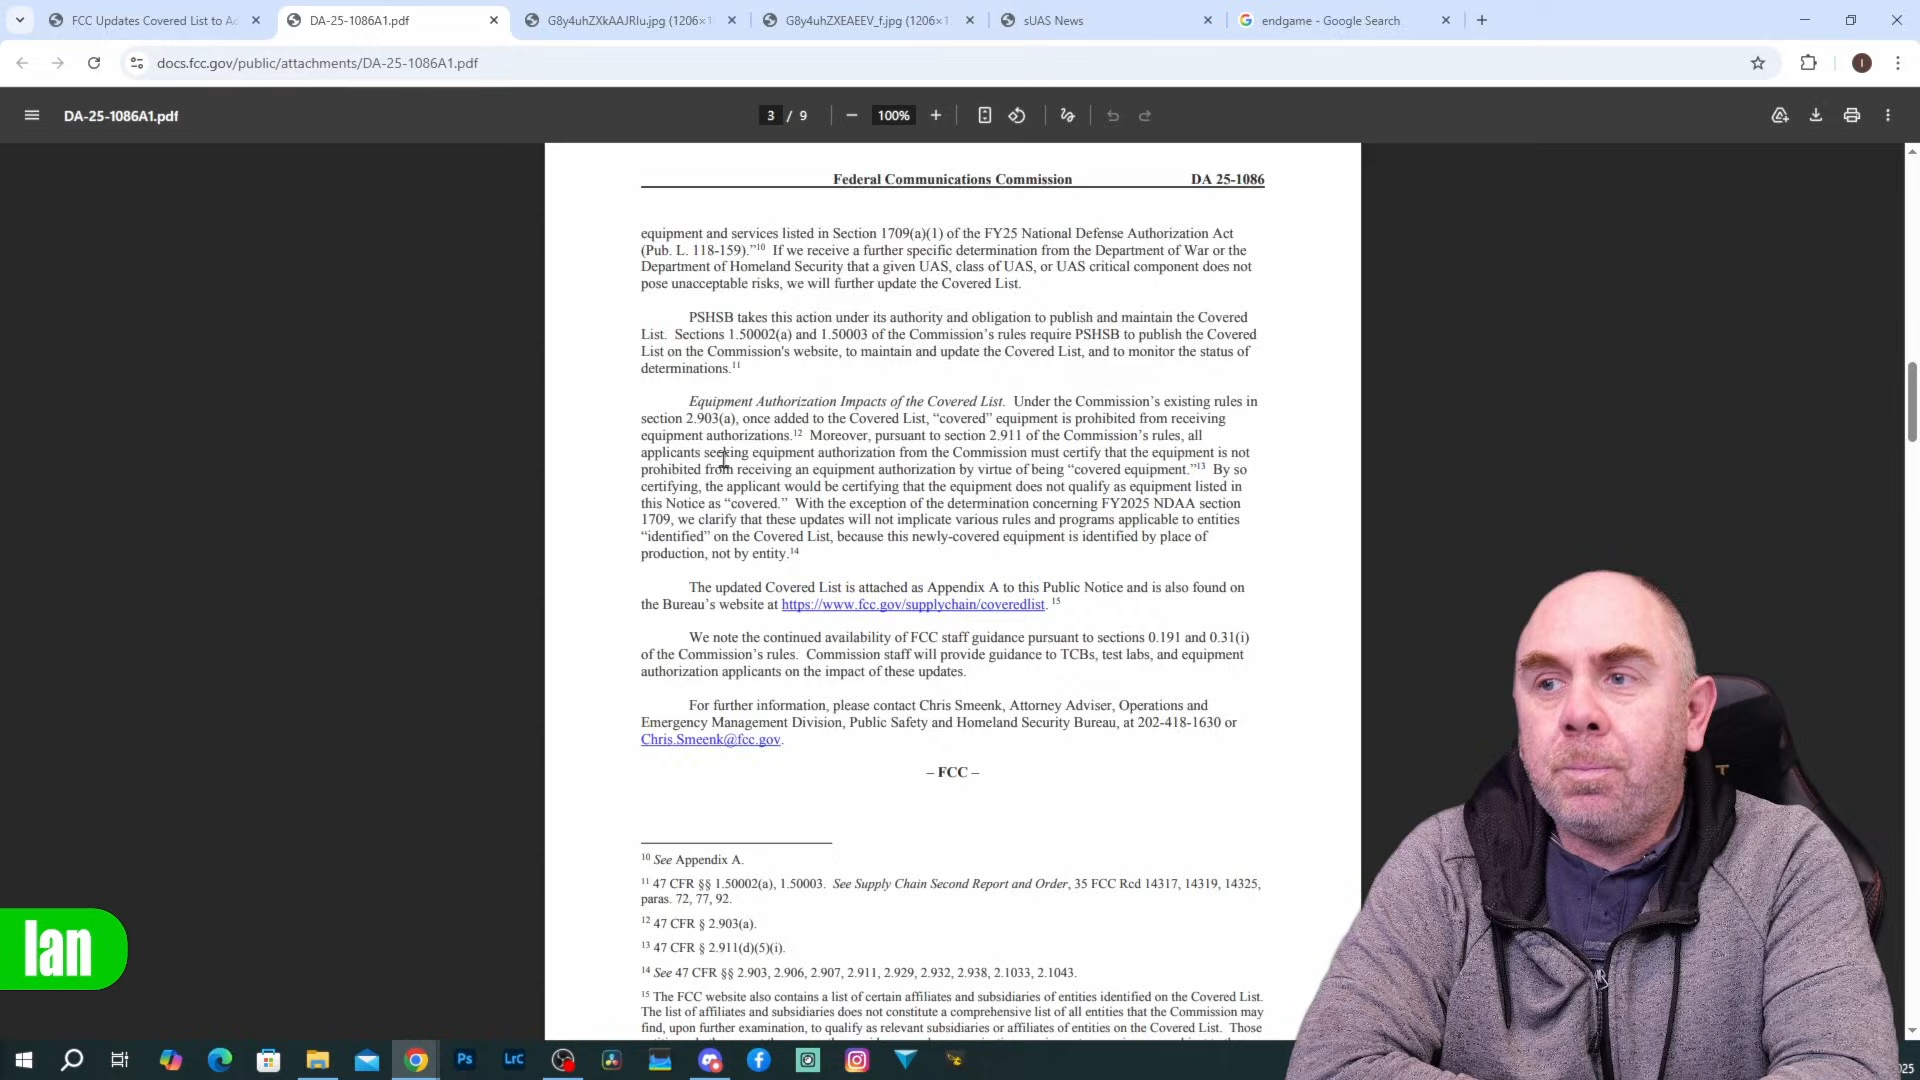 FCC Updates Covered List to Ad
DA-25-1086A1.pdf
G8y4uhZXkAAJRlu.jpg (1206×1
G8y4uhZXEAEEV_f.jpg (1206×1
sUAS News
endgame - Google Search
docs.fcc.gov/public/attachments/DA-25-1086A1.pdf
I
DA-25-1086A1.pdf
3 / 9
100%
Federal Communications Commission DA 25-1086
equipment and services listed in Section 1709(a)(1) of the FY25 National Defense Authorization Act
(Pub. L. 118-159).”10 If we receive a further specific determination from the Department of War or the
Department of Homeland Security that a given UAS, class of UAS, or UAS critical component does not
pose unacceptable risks, we will further update the Covered List.
PSHSB takes this action under its authority and obligation to publish and maintain the Covered
List. Sections 1.50002(a) and 1.50003 of the Commission’s rules require PSHSB to publish the Covered
List on the Commission's website, to maintain and update the Covered List, and to monitor the status of
determinations.11
Equipment Authorization Impacts of the Covered List. Under the Commission’s existing rules in
section 2.903(a), once added to the Covered List, “covered” equipment is prohibited from receiving
equipment authorizations.12 Moreover, pursuant to section 2.911 of the Commission’s rules, all
applicants seeking equipment authorization from the Commission must certify that the equipment is not
prohibited from receiving an equipment authorization by virtue of being “covered equipment.”13 By so
certifying, the applicant would be certifying that the equipment does not qualify as equipment listed in
this Notice as “covered.” With the exception of the determination concerning FY2025 NDAA section
1709, we clarify that these updates will not implicate various rules and programs applicable to entities
“identified” on the Covered List, because this newly-covered equipment is identified by place of
production, not by entity.14
The updated Covered List is attached as Appendix A to this Public Notice and is also found on
the Bureau’s website at https://www.fcc.gov/supplychain/coveredlist. 15
We note the continued availability of FCC staff guidance pursuant to sections 0.191 and 0.31(i)
of the Commission’s rules. Commission staff will provide guidance to TCBs, test labs, and equipment
authorization applicants on the impact of these updates.
For further information, please contact Chris Smeenk, Attorney Adviser, Operations and
Emergency Management Division, Public Safety and Homeland Security Bureau, at 202-418-1630 or
Chris.Smeenk@fcc.gov.
– FCC –
10 See Appendix A.
11 47 CFR §§ 1.50002(a), 1.50003. See Supply Chain Second Report and Order, 35 FCC Rcd 14317, 14319, 14325,
paras. 72, 77, 92.
12 47 CFR § 2.903(a).
13 47 CFR § 2.911(d)(5)(i).
14 See 47 CFR §§ 2.903, 2.906, 2.907, 2.911, 2.929, 2.932, 2.938, 2.1033, 2.1043.
15 The FCC website also contains a list of certain affiliates and subsidiaries of entities identified on the Covered List.
The list of affiliates and subsidiaries does not constitute a comprehensive list of all entities that the Commission may
find, upon further examination, to qualify as relevant subsidiaries or affiliates of entities on the Covered List. Those
Ian
Ps
LrC
025